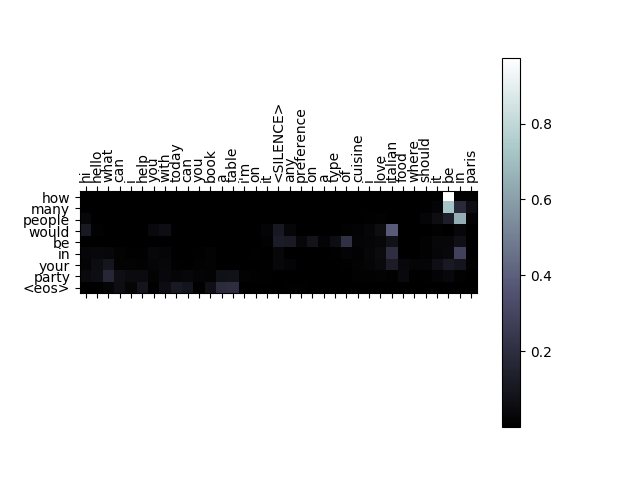 hi hello what can i help you with today can you book a table i'm on it <SILENCE> any preference on a type of cuisine i love italian food where should it be in paris
how
many
people
would
be
in
your
party
<eos>
0.8
0.6
0.4
0.2